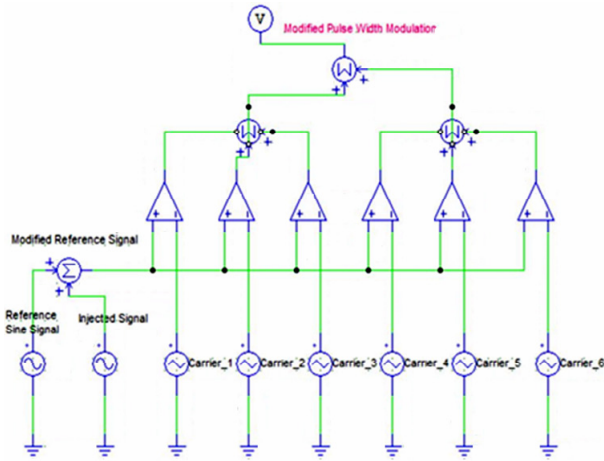 V
Modified Pulse Width Modulation
Modified Reference Signal
Σ
Reference
Sine Signal
Injected Signal
Carrier_1
Carrier_2
Carrier_3
Carrier_4
Carrier_5
Carrier_6